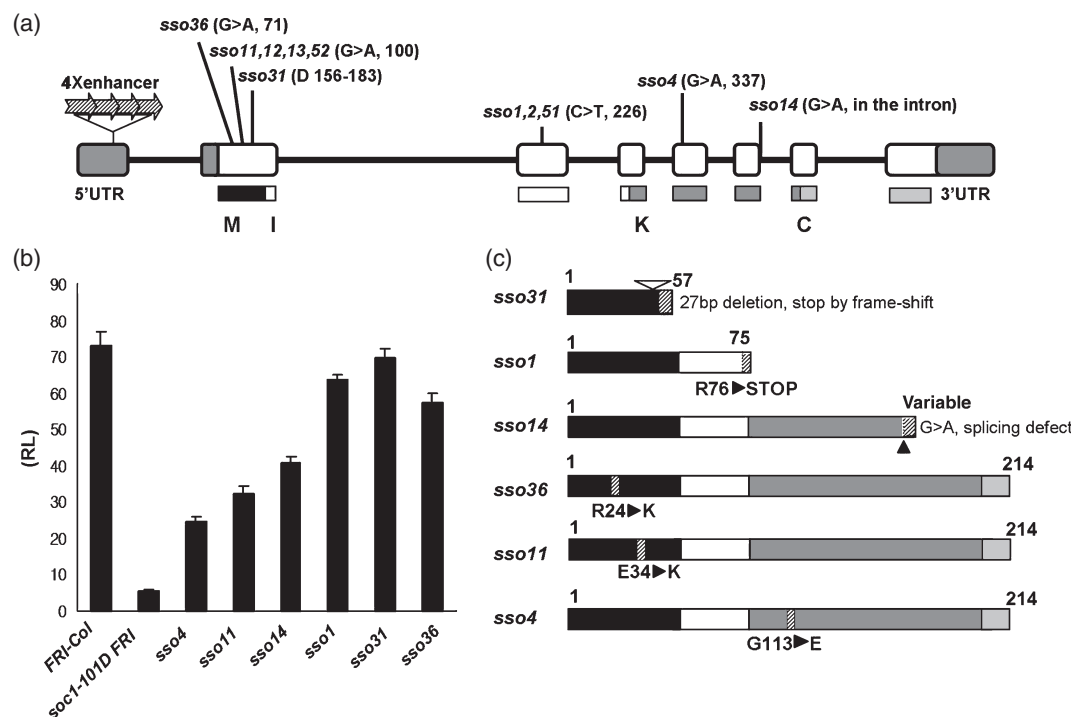 (a)
sso36 (G>A, 71)
sso11,12,13,52 (G>A, 100)
sso31 (D 156-183)
4Xenhancer
sso1,2,51 (C>T, 226)
sso4 (G>A, 337)
sso14 (G>A, in the intron)
5'UTR
3'UTR
M I K C
(b)
90
80
70
60
50
40
30
20
10
0
(RL)
FRI-Col
soc1-101D FRI
sso4
sso11
sso14
sso1
sso31
sso36
(c)
1 57
sso31
27bp deletion, stop by frame-shift
1 75
sso1
R76▶STOP
1 Variable
sso14
G>A, splicing defect
1 214
sso36
R24▶K
1 214
sso11
E34▶K
1 214
sso4
G113▶E